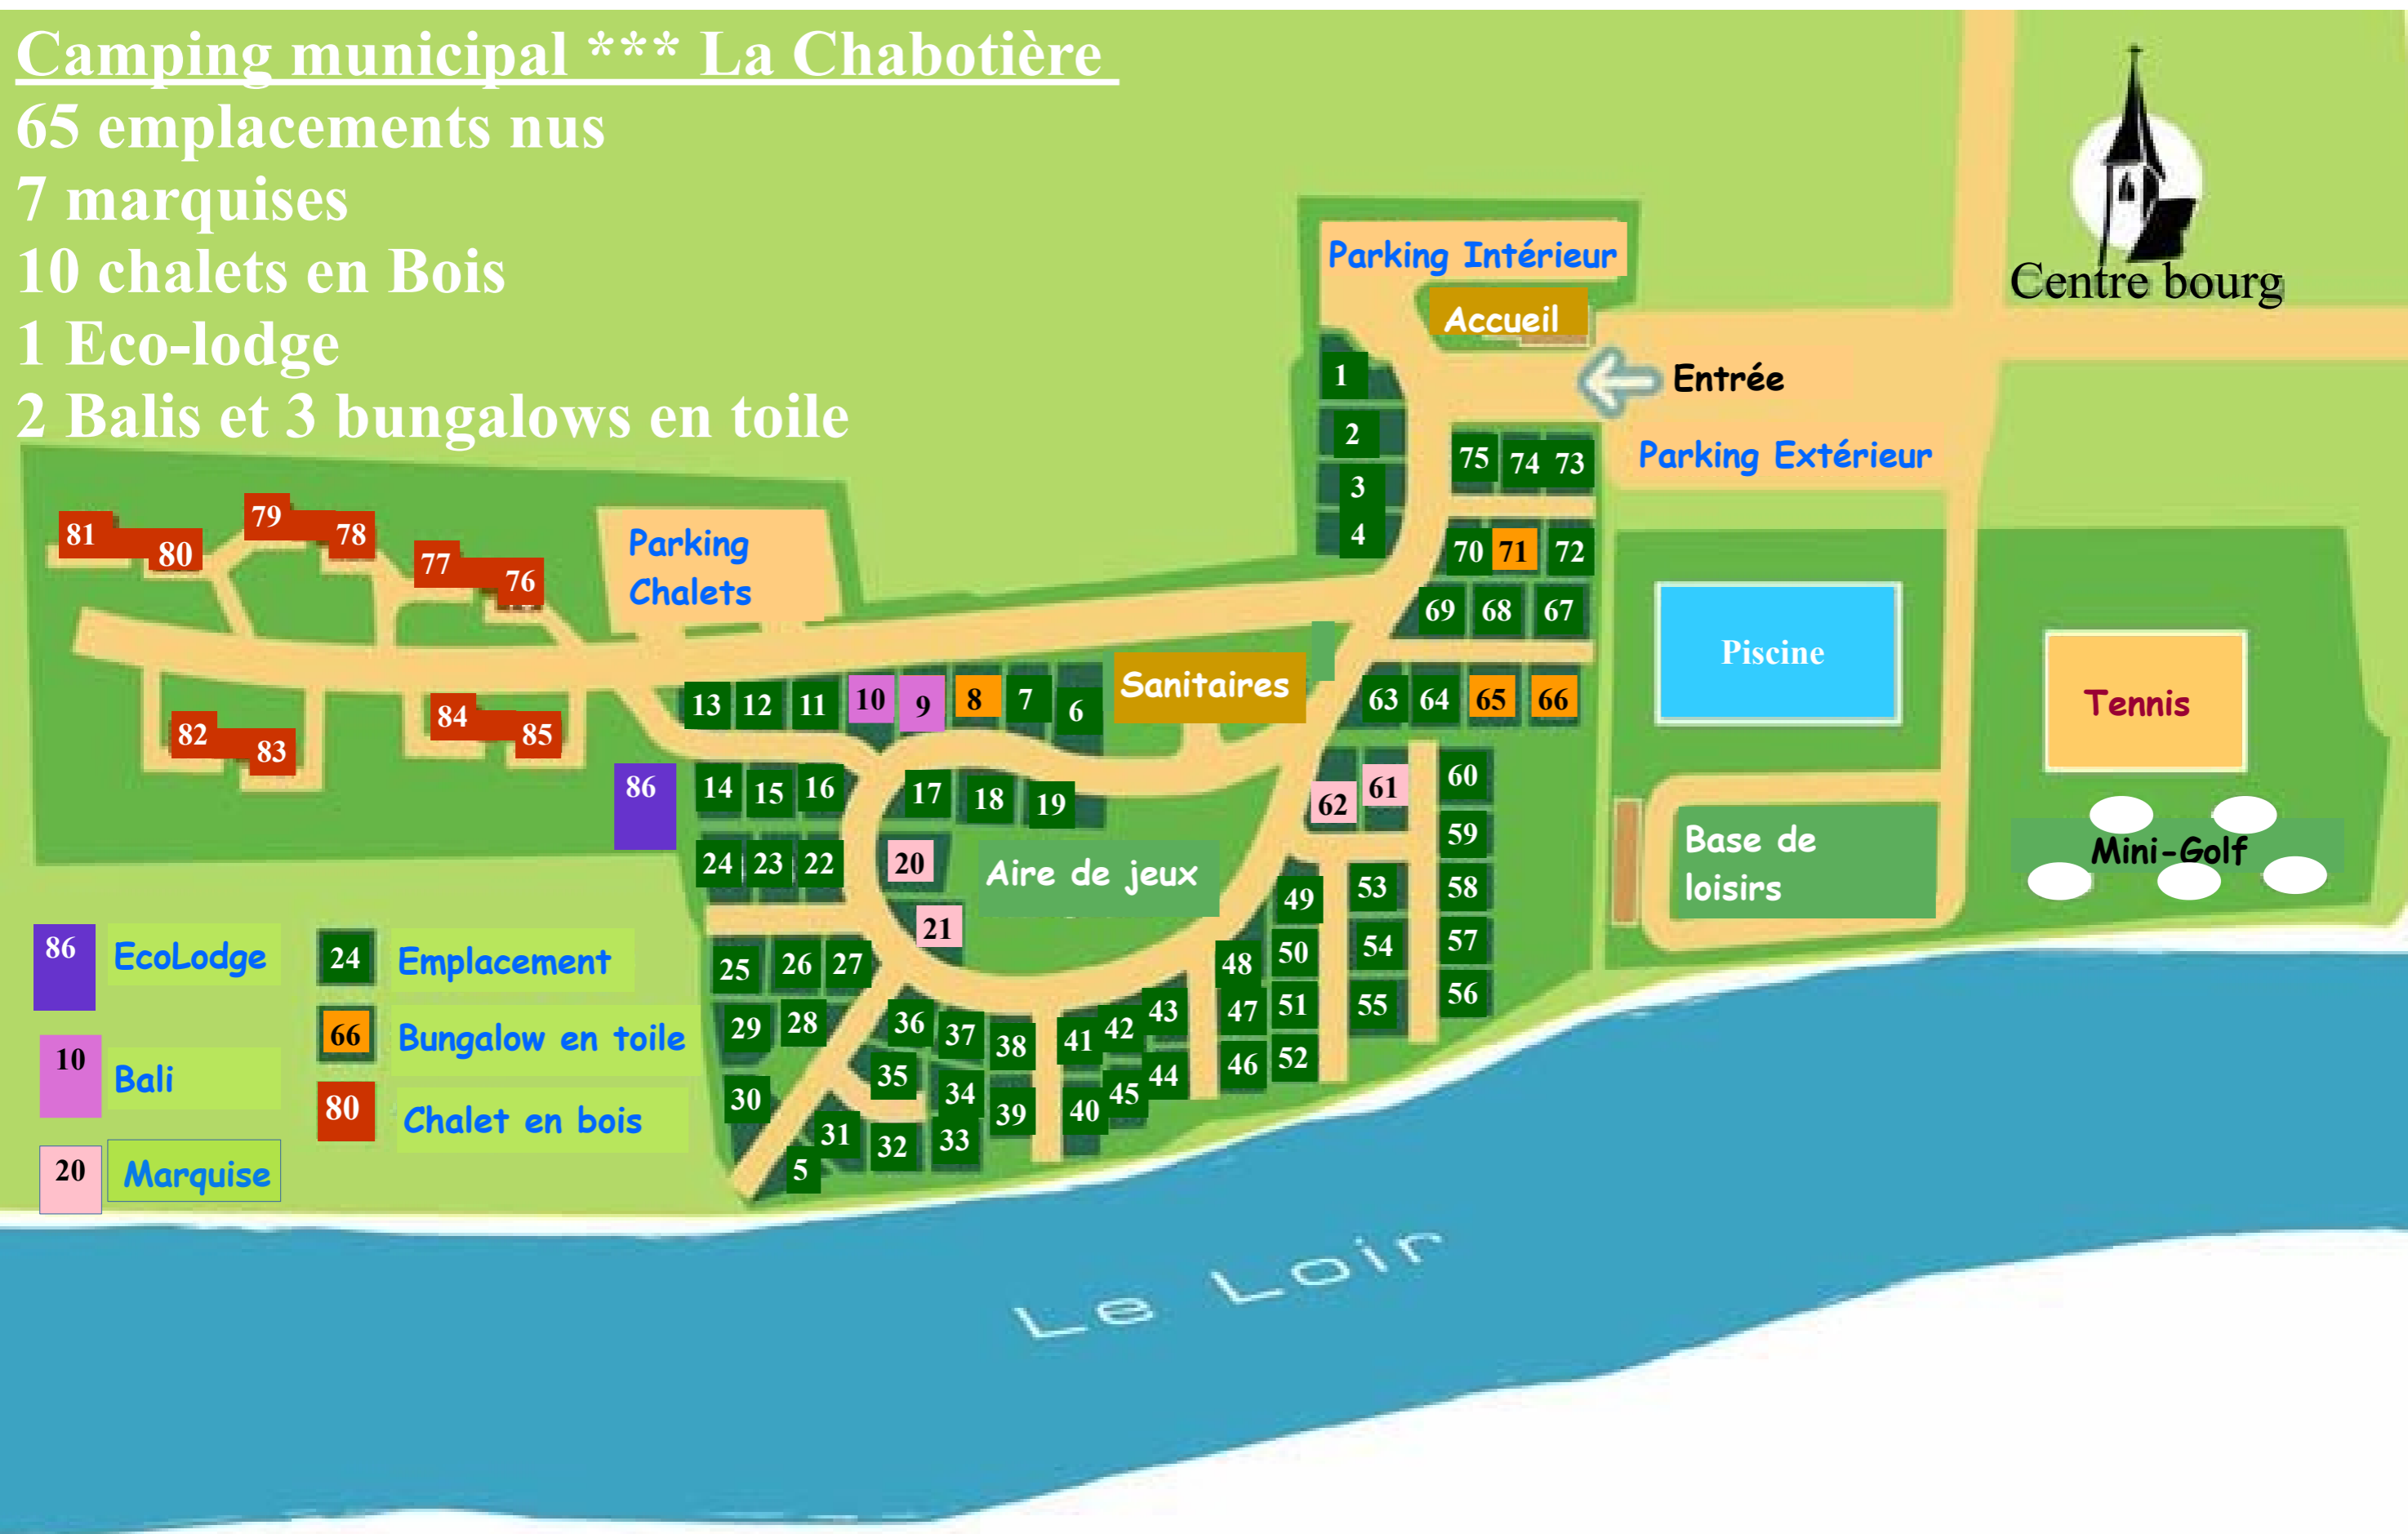 Camping municipal *** La Chabotière
65 emplacements nus
7 marquises
10 chalets en Bois
1 Eco-lodge
2 Balis et 3 bungalows en toile
Centre bourg
Parking Intérieur
Accueil
Entrée
Parking Extérieur
1
2
3
4
75 74 73
70 71 72
69 68 67
63 64 65 66
81 80 79 78 77 76
Parking
Chalets
82 83 84 85
86
13 12 11 10 9 8 7 6
Sanitaires
Piscine
Tennis
14 15 16 17 18 19
62 61 60
24 23 22 20
Aire de jeux
59
21
49 53 58
Base de
loisirs
Mini-Golf
25 26 27
48 50 54 57
29 28 36 37 38 41 42 43
47 51 55 56
35 34 39 40 45 44
46 52
30
31 32 33
5
86 EcoLodge
24 Emplacement
10 Bali
66 Bungalow en toile
20 Marquise
80 Chalet en bois
Le Loir